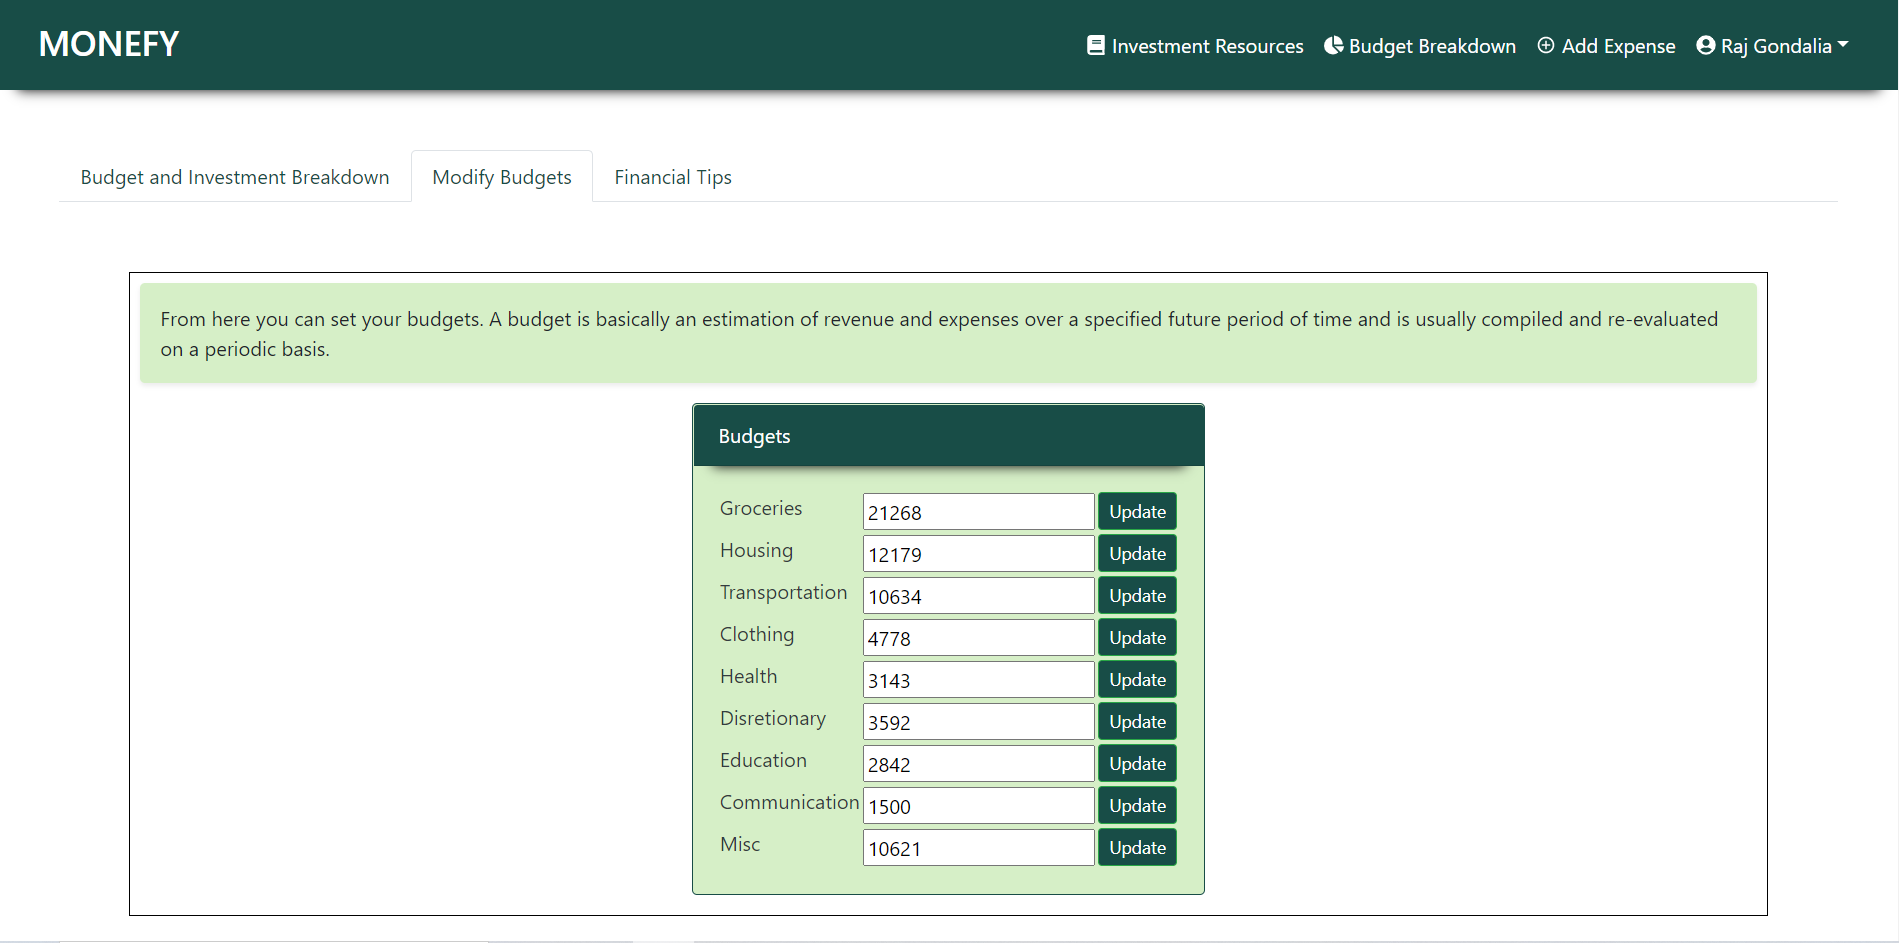 MONEFY
Investment Resources Budget Breakdown Add Expense Raj Gondalia
Budget and Investment Breakdown Modify Budgets Financial Tips
From here you can set your budgets. A budget is basically an estimation of revenue and expenses over a specified future period of time and is usually compiled and re-evaluated
on a periodic basis.
Budgets
Groceries 21268 Update
Housing 12179 Update
Transportation 10634 Update
Clothing 4778 Update
Health 3143 Update
Disretionary 3592 Update
Education 2842 Update
Communication 1500 Update
Misc 10621 Update